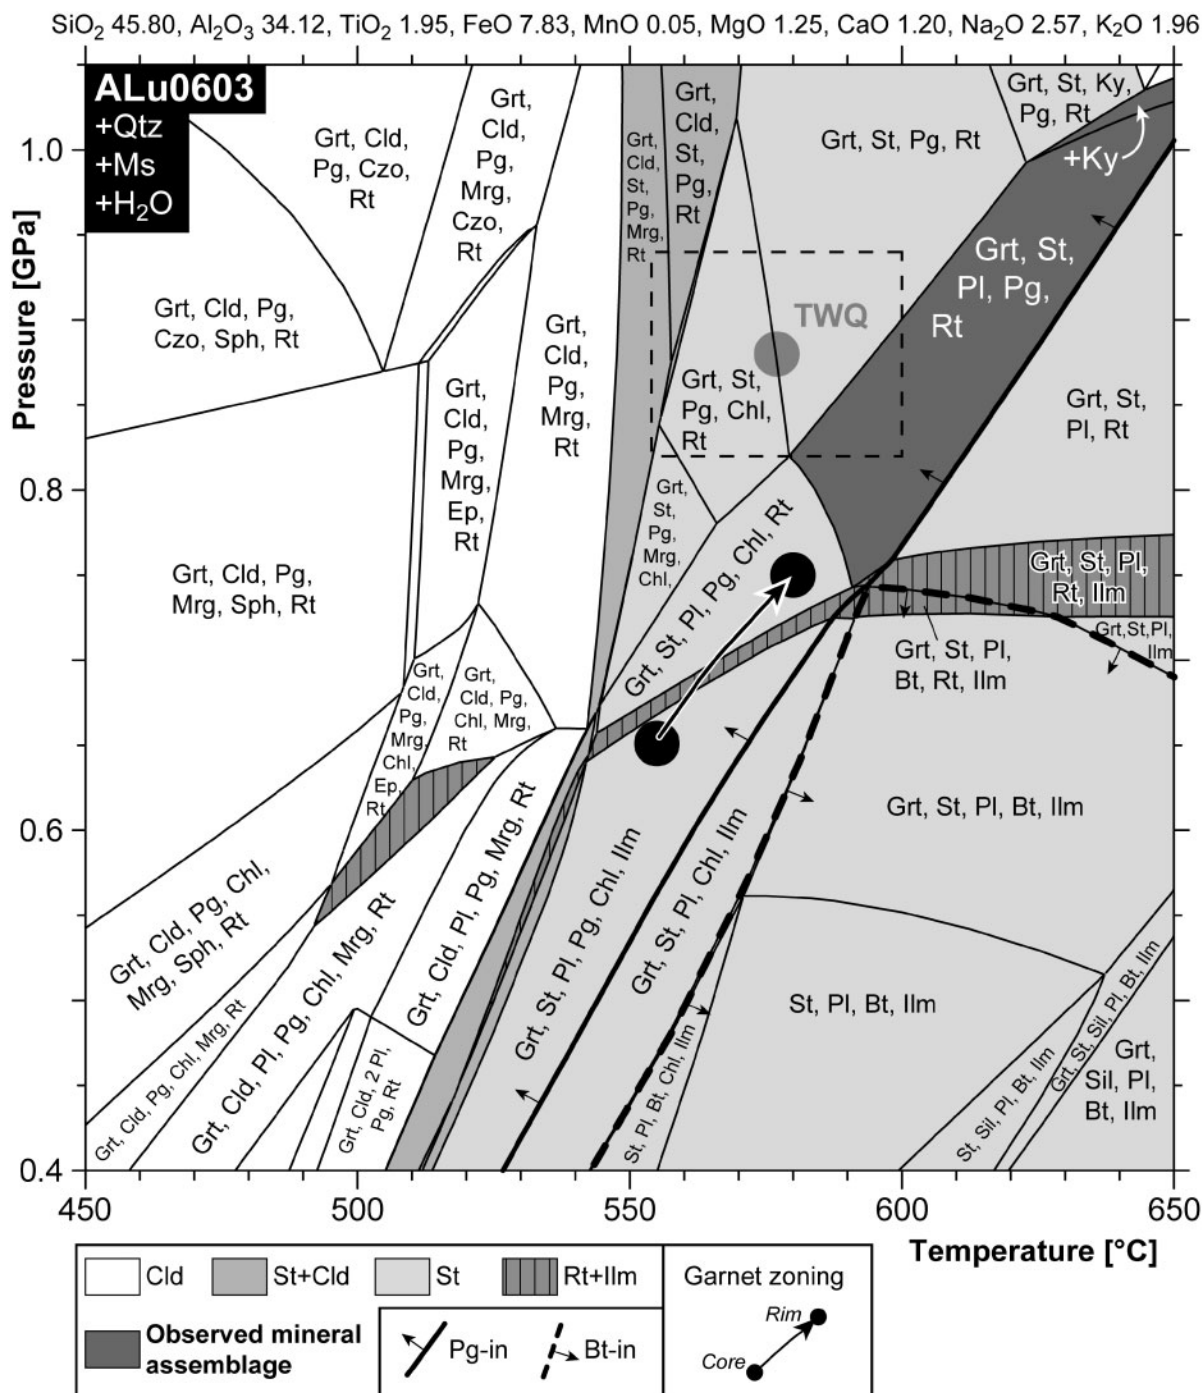 SiO2 45.80, Al2O3 34.12, TiO2 1.95, FeO 7.83, MnO 0.05, MgO 1.25, CaO 1.20, Na2O 2.57, K2O 1.96
ALu0603
+Qtz
+Ms
+H2O
Grt, Cld,
Pg, Czo,
Rt
Grt,
Cld,
Pg,
Mrg,
Czo,
Rt
Grt,
Cld,
St,
Pg,
Mrg,
Rt
Grt,
Cld,
St,
Pg,
Rt
Grt, St, Pg, Rt
Grt, St, Ky,
Pg, Rt
+Ky
Grt, St,
Pl, Pg,
Rt
Grt, Cld, Pg,
Czo, Sph, Rt
Grt,
Cld,
Pg,
Mrg,
Rt
TWQ
Grt, St,
Pg, Chl,
Rt
Grt, St,
Pl, Rt
Grt,
Cld,
Pg,
Mrg,
Ep,
Rt
Grt,
St,
Pg,
Mrg,
Chl,
Grt, St, Pl, Pg, Chl, Rt
Grt, Cld, Pg,
Mrg, Sph, Rt
Grt, St, Pl,
Rt, Ilm
Grt,St,Pl,
Ilm
Grt, St, Pl,
Bt, Rt, Ilm
Grt,
Cld,
Pg,
Mrg,
Chl,
Ep,
Rt
Grt,
Cld, Pg,
Chl, Mrg,
Rt
Grt, St, Pl, Bt, Ilm
Grt, Cld, Pg, Chl,
Mrg, Sph, Rt
Grt, Cld, Pg, Chl, Mrg, Rt
Grt, Cld, Pl, Pg, Chl, Mrg, Rt
Grt, Cld, Pl, Pg, Mrg, Rt
Grt, Cld, 2 Pl,
Pg, Rt
Grt, St, Pl, Pg, Chl, Ilm
Grt, St, Pl, Chl, Ilm
St, Pl, Bt, Chl, Ilm
St, Pl, Bt, Ilm
St, Sil, Pl, Bt, Ilm
Grt, St, Sil, Pl, Bt, Ilm
Grt,
Sil, Pl,
Bt, Ilm
Pressure [GPa]
1.0
0.8
0.6
0.4
450
500
550
600
650
Temperature [°C]
Cld
St+Cld
St
Rt+Ilm
Observed mineral
assemblage
Pg-in
Bt-in
Garnet zoning
Rim
Core